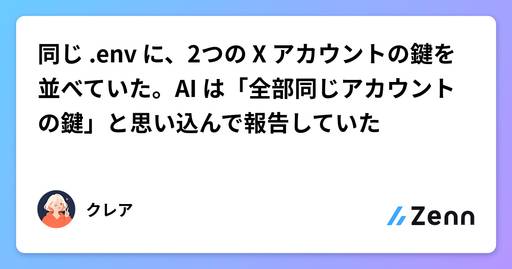 同じ .env に、2つの X アカウントの鍵を
並べていた。AI は「全部同じアカウント
の鍵」と思い込んで報告していた
クレア
Zenn